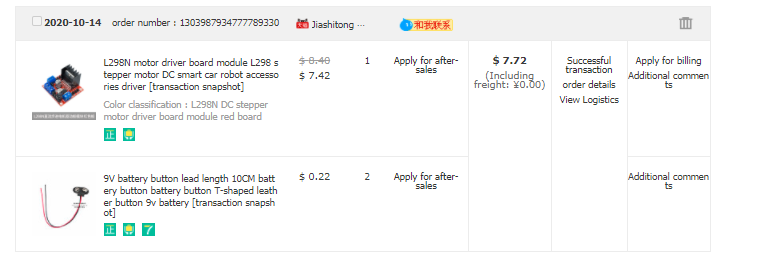 2020-10-14 order number : 1303987934777789330 Jiashitong ··· 和我联系
L298N motor driver board module L298 s
tepper motor DC smart car robot accesso
ries driver [transaction snapshot]
Color classification : L298N DC stepper
motor driver board module red board
正
$ 8.48
$ 7.42
1
Apply for after-
sales
$ 7.72
(Including
freight: ¥0.00)
Successful
transaction
order details
View Logistics
Apply for billing
Additional commen
ts
9V battery button lead length 10CM batt
ery button battery button T-shaped leath
er button 9v battery [transaction snapsh
ot]
正 7
$ 0.22
2
Apply for after-
sales
Additional commen
ts